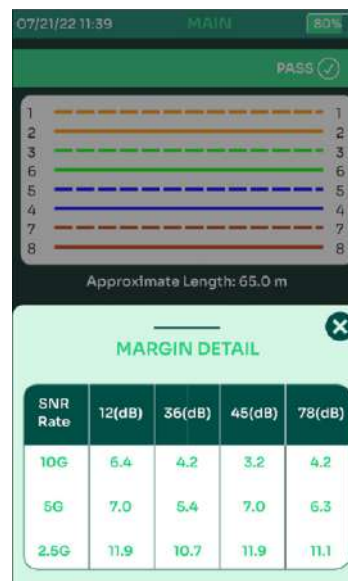 07/21/22 11:39 MAIN 80%
PASS
1 1
2 2
3 3
6 6
5 5
4 4
7 7
8 8
Approximate Length: 65.0 m
MARGIN DETAIL
SNR Rate 12(dB) 36(dB) 45(dB) 78(dB)
10G 6.4 4.2 3.2 4.2
5G 7.0 5.4 7.0 6.3
2.5G 11.9 10.7 11.9 11.1